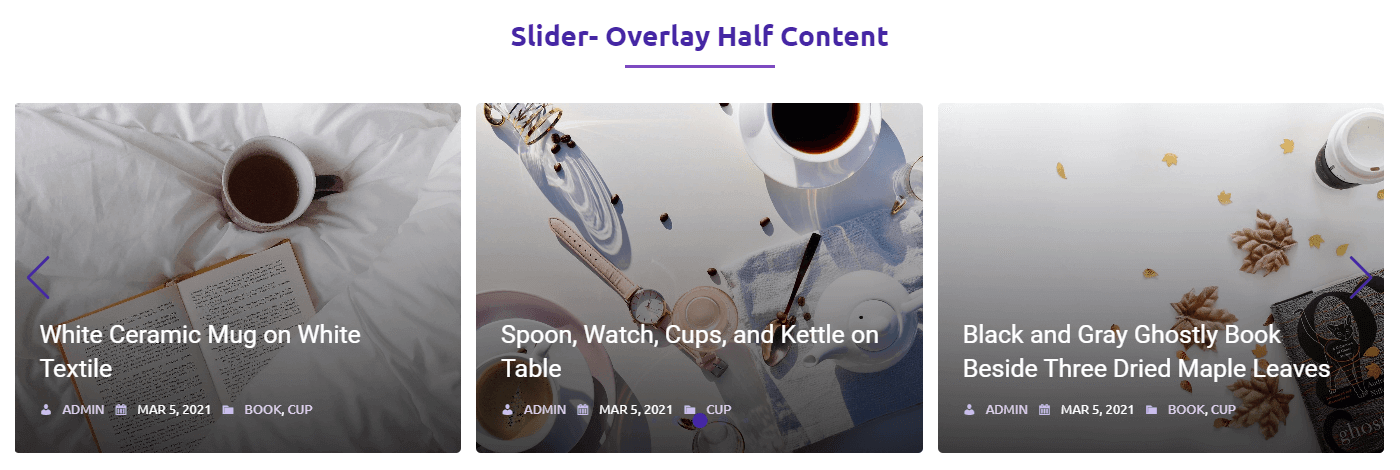 Slider- Overlay Half Content
White Ceramic Mug on White
Textile
ADMIN MAR 5, 2021 BOOK, CUP
Spoon, Watch, Cups, and Kettle on
Table
ADMIN MAR 5, 2021 CUP
Black and Gray Ghostly Book
Beside Three Dried Maple Leaves
ADMIN MAR 5, 2021 BOOK, CUP
ghost